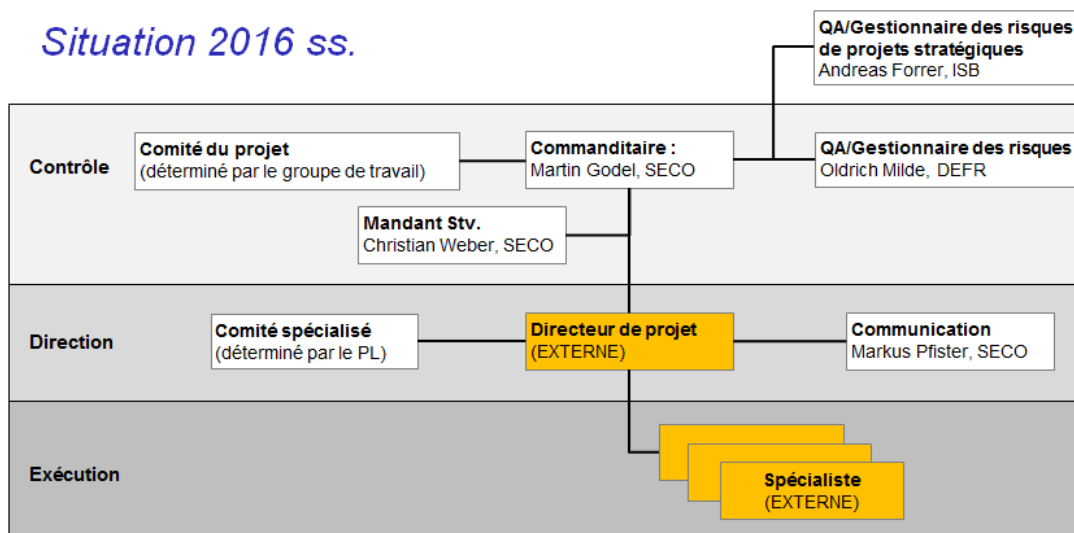 Situation 2016 ss.
QA/Gestionnaire des risques
de projets stratégiques
Andreas Forrer, ISB
Contrôle
Comité du projet
(déterminé par le groupe de travail)
Commanditaire :
Martin Godel, SECO
QA/Gestionnaire des risques
Oldrich Milde, DEFR
Mandant Stv.
Christian Weber, SECO
Direction
Comité spécialisé
(déterminé par le PL)
Directeur de projet
(EXTERNE)
Communication
Markus Pfister, SECO
Exécution
Spécialiste
(EXTERNE)